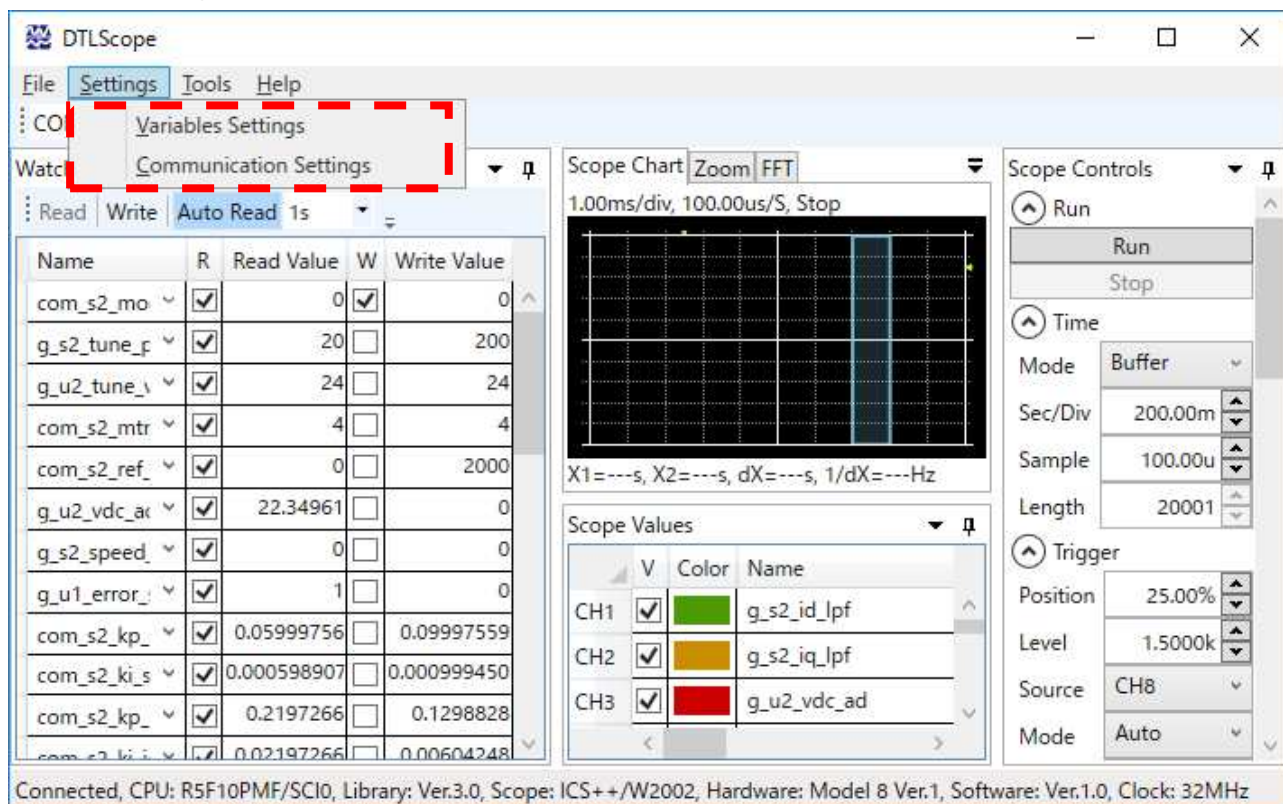 DTLScope
File Settings Tools Help
Variables Settings
Communication Settings
Read Write Auto Read 1s
Name R Read Value W Write Value
com_s2_mo 0 0
g_s2_tune_p 20 200
g_u2_tune_ 24 24
com_s2_mtr 4 4
com_s2_ref_ 0 2000
g_u2_vdc_a 22.34961 0
g_s2_speed_ 0 0
g_u1_error_ 1 0
com_s2_kp_ 0.05999756 0.09997559
com_s2_ki_s 0.000598907 0.000999450
com_s2_kp_ 0.2197266 0.1298828
com_s2_ki_i 0.02197266 0.00604248
Scope Chart Zoom FFT
1.00ms/div, 100.00us/S, Stop
X1=---s, X2=---s, dX=---s, 1/dX=---Hz
Scope Values
V Color Name
CH1 g_s2_id_lpf
CH2 g_s2_iq_lpf
CH3 g_u2_vdc_ad
Scope Controls
Run
Run
Stop
Time
Mode Buffer
Sec/Div 200.00m
Sample 100.00u
Length 20001
Trigger
Position 25.00%
Level 1.5000k
Source CH8
Mode Auto
Connected, CPU: R5F10PMF/SCI0, Library: Ver.3.0, Scope: ICS++/W2002, Hardware: Model 8 Ver.1, Software: Ver.1.0, Clock: 32MHz